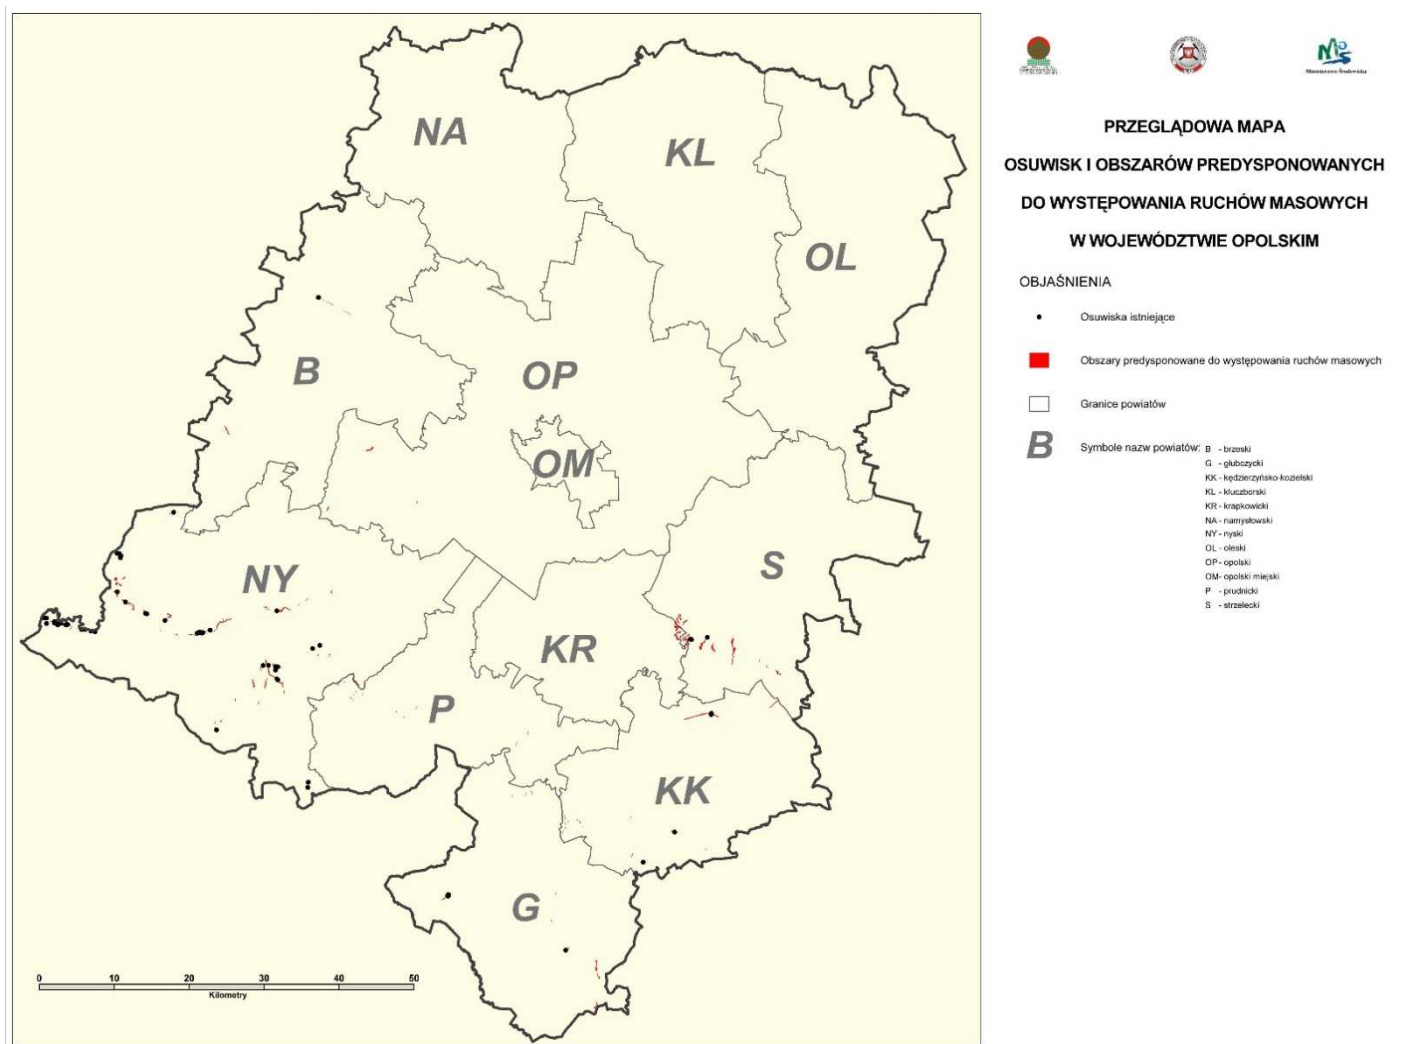 NA
KL
OL
B
OP
OM
NY
S
KR
P
KK
G
0 10 20 30 40 50
Kilometry
Ministerstwo Środowiska
PRZEGLĄDOWA MAPA
OSUWISK I OBSZARÓW PREDYSPONOWANYCH
DO WYSTĘPOWANIA RUCHÓW MASOWYCH
W WOJEWÓDZTWIE OPOLSKIM
OBJAŚNIENIA
Osuwiska istniejące
Obszary predysponowane do występowania ruchów masowych
Granice powiatów
B
Symbole nazw powiatów:
B - brzeski
G - głubczycki
KK - kędzierzyńsko-kozielski
KL - kluczborski
KR - krapkowicki
NA - namysłowski
NY - nyski
OL - oleski
OP - opolski
OM - opolski miejski
P - prudnicki
S - strzelecki